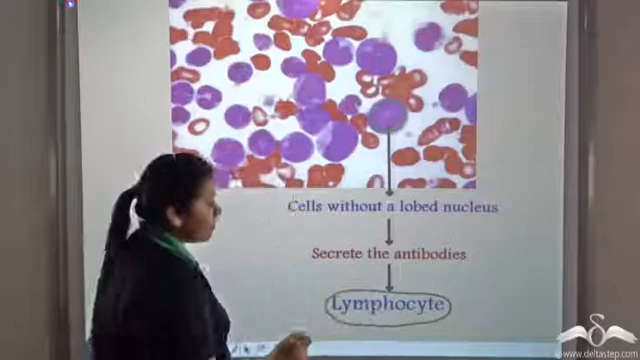 Cells without a lobed nucleus
Secrete the antibodies
Lymphocyte
www.deltastep.com